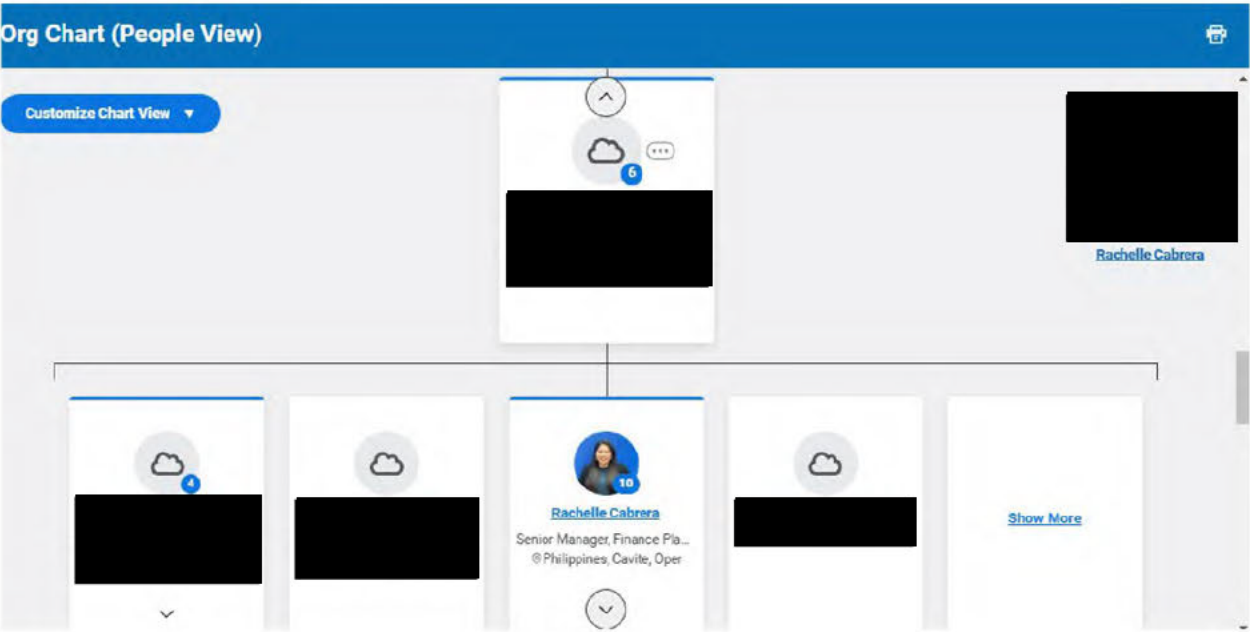 Org Chart (People View)
Customize Chart View
6
Rachelle Cabrera
4
10
Rachelle Cabrera
Senior Manager, Finance Pla...
Philippines, Cavite, Oper
Show More